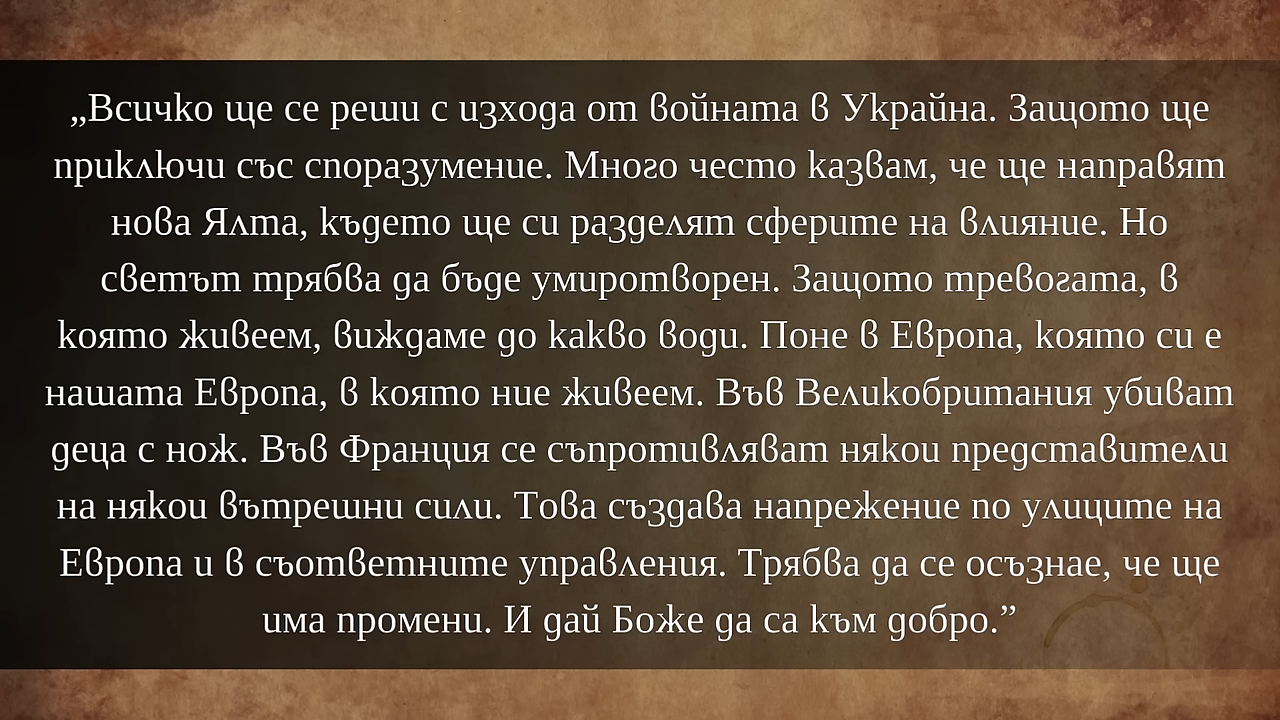 „Всичко ще се реши с изхода от войната в Украйна. Защото ще
приключи със споразумение. Много често казвам, че ще направят
нова Ялта, където ще си разделят сферите на влияние. Но
светът трябва да бъде умиротворен. Защото тревогата, в
която живеем, виждаме до какво води. Поне в Европа, която си е
нашата Европа, в която ние живеем. Във Великобритания убиват
деца с нож. Във Франция се съпротивляват някои представители
на някои вътрешни сили. Това създава напрежение по улиците на
Европа и в съответните управления. Трябва да се осъзнае, че ще
има промени. И дай Боже да са към добро.”